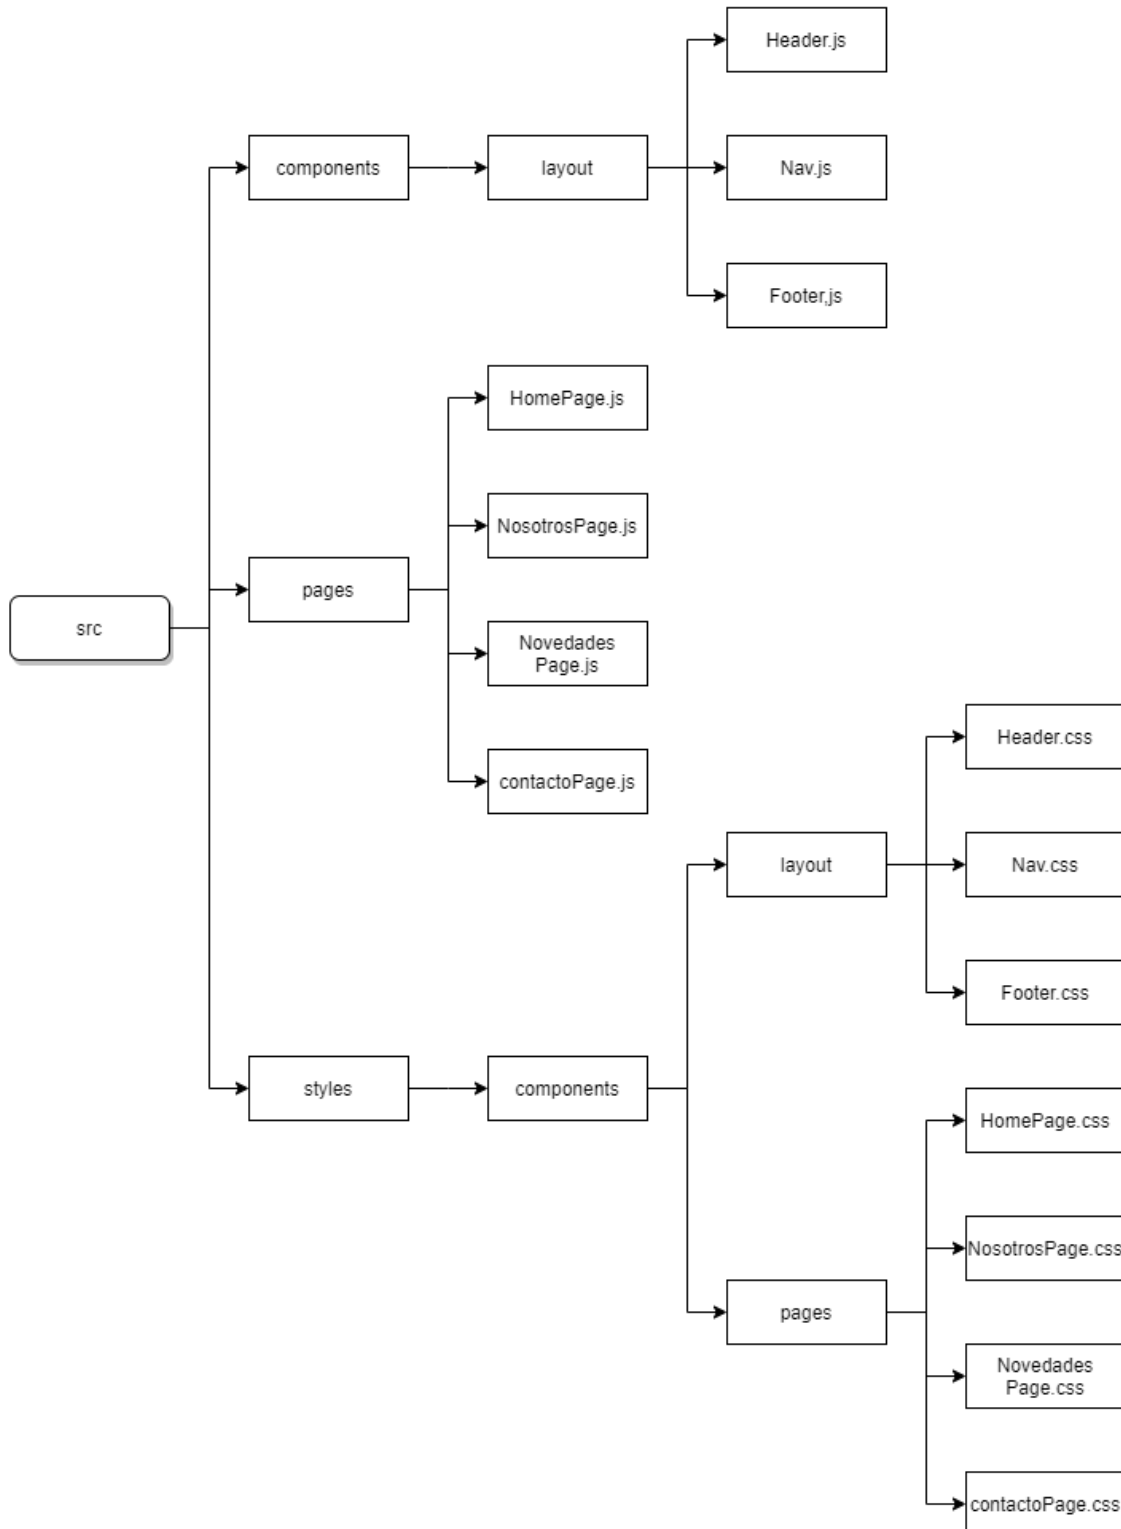 Header.js
components
layout
Nav.js
Footer,js
HomePage.js
NosotrosPage.js
pages
src
Novedades
Page.js
contactoPage.js
Header.css
layout
Nav.css
Footer.css
styles
components
HomePage.css
NosotrosPage.css
pages
Novedades
Page.css
contactoPage.css